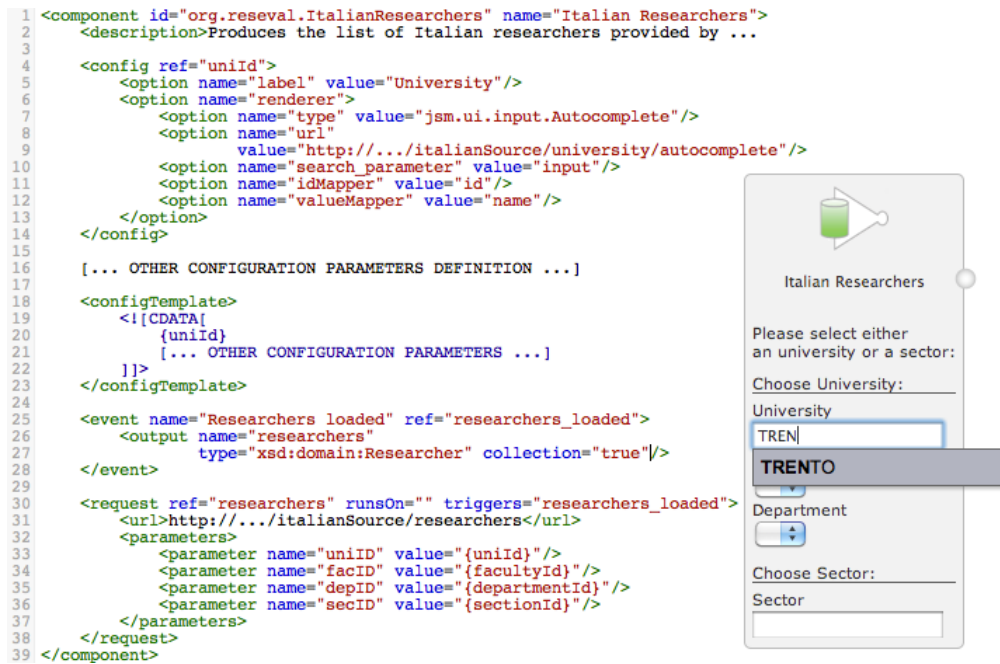 1 <component id="org.reseval.ItalianResearchers" name="Italian Researchers">
2 <description>Produces the list of Italian researchers provided by ...
3
4 <config ref="uniId">
5 <option name="label" value="University"/>
6 <option name="renderer">
7 <option name="type" value="jsm.ui.input.Autocomplete"/>
8 <option name="url"
9 value="http://.../italianSource/university/autocomplete"/>
10 <option name="search_parameter" value="input"/>
11 <option name="idMapper" value="id"/>
12 <option name="valueMapper" value="name"/>
13 </option>
14 </config>
15
16 [... OTHER CONFIGURATION PARAMETERS DEFINITION ...]
17
18 <configTemplate>
19 <![CDATA[
20 {uniId}
21 [... OTHER CONFIGURATION PARAMETERS ...]
22 ]]>
23 </configTemplate>
24
25 <event name="Researchers loaded" ref="researchers_loaded">
26 <output name="researchers"
27 type="xsd:domain:Researcher" collection="true"/>
28 </event>
29
30 <request ref="researchers" runsOn="" triggers="researchers_loaded">
31 <url>http://.../italianSource/researchers</url>
32 <parameters>
33 <parameter name="uniID" value="{uniId}"/>
34 <parameter name="facID" value="{facultyId}"/>
35 <parameter name="depID" value="{departmentId}"/>
36 <parameter name="secID" value="{sectionId}"/>
37 </parameters>
38 </request>
39 </component>
Italian Researchers
Please select either
an university or a sector:
Choose University:
University
TREN
TRENTO
Department
Choose Sector:
Sector